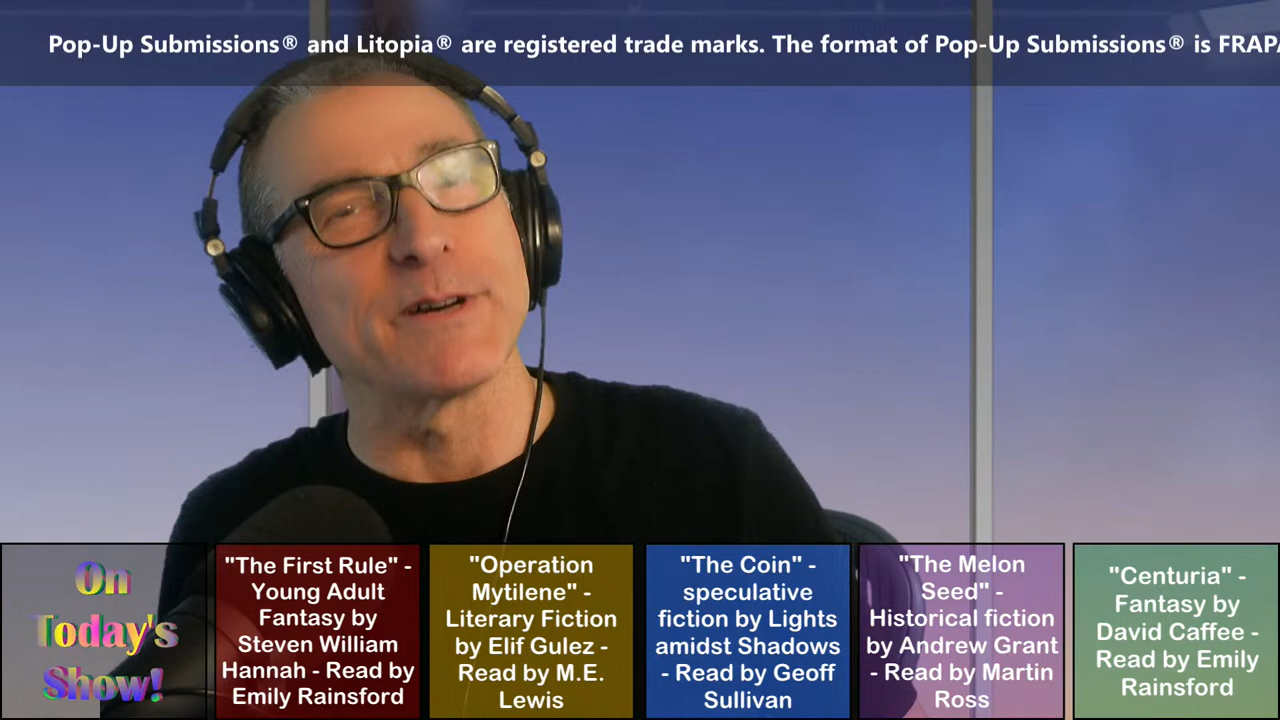 Pop-Up Submissions® and Litopia® are registered trade marks. The format of Pop-Up Submissions® is FRAPA
On
Today's
Show!
"The First Rule" -
Young Adult
Fantasy by
Steven William
Hannah - Read by
Emily Rainsford
"Operation
Mytilene" -
Literary Fiction
by Elif Gulez -
Read by M.E.
Lewis
"The Coin" -
speculative
fiction by Lights
amidst Shadows
- Read by Geoff
Sullivan
"The Melon
Seed" -
Historical fiction
by Andrew Grant
- Read by Martin
Ross
"Centuria" -
Fantasy by
David Caffee -
Read by Emily
Rainsford